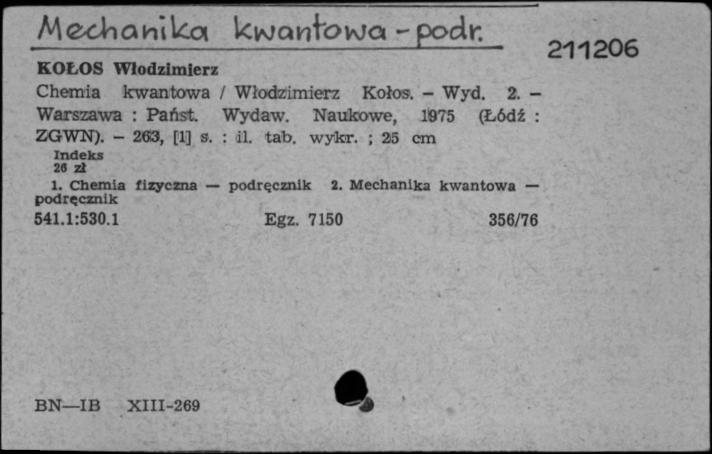 Mechanika kwantowa - podr.
211206
KOŁOS Włodzimierz
Chemia kwantowa / Włodzimierz Kołos. — Wyd. 2. —
Warszawa : Państ. Wydaw. Naukowe, 1975 (Łódź :
ZGWN). — 263, [1] s. : il. tab. wykr. ; 25 cm
Indeks
26 zł
1. Chemia fizyczna — podręcznik 2. Mechanika kwantowa —
podręcznik
541.1:530.1 Egz. 7150 356/76
BN—IB XIII-269